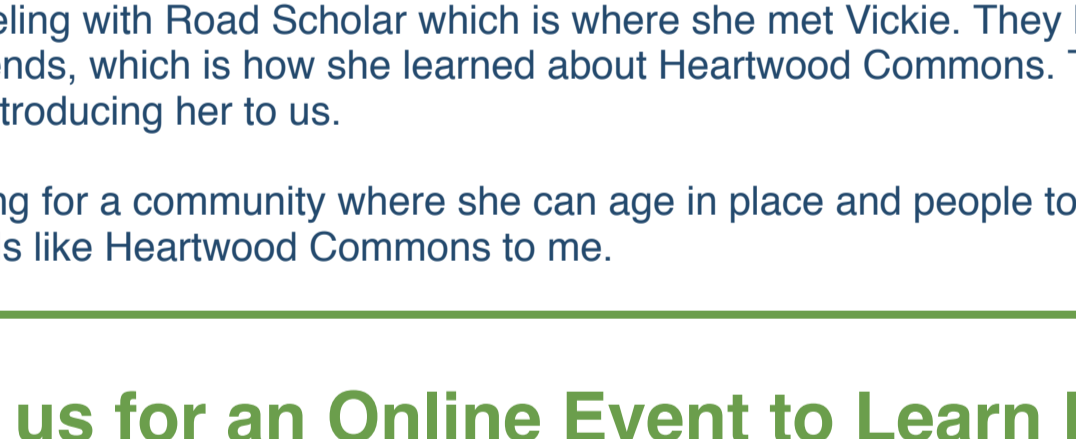 eling with Road Scholar which is where she met Vickie. They
nds, which is how she learned about Heartwood Commons.
troducing her to us.
ng for a community where she can age in place and people to
s like Heartwood Commons to me.
us for an Online Event to Learn